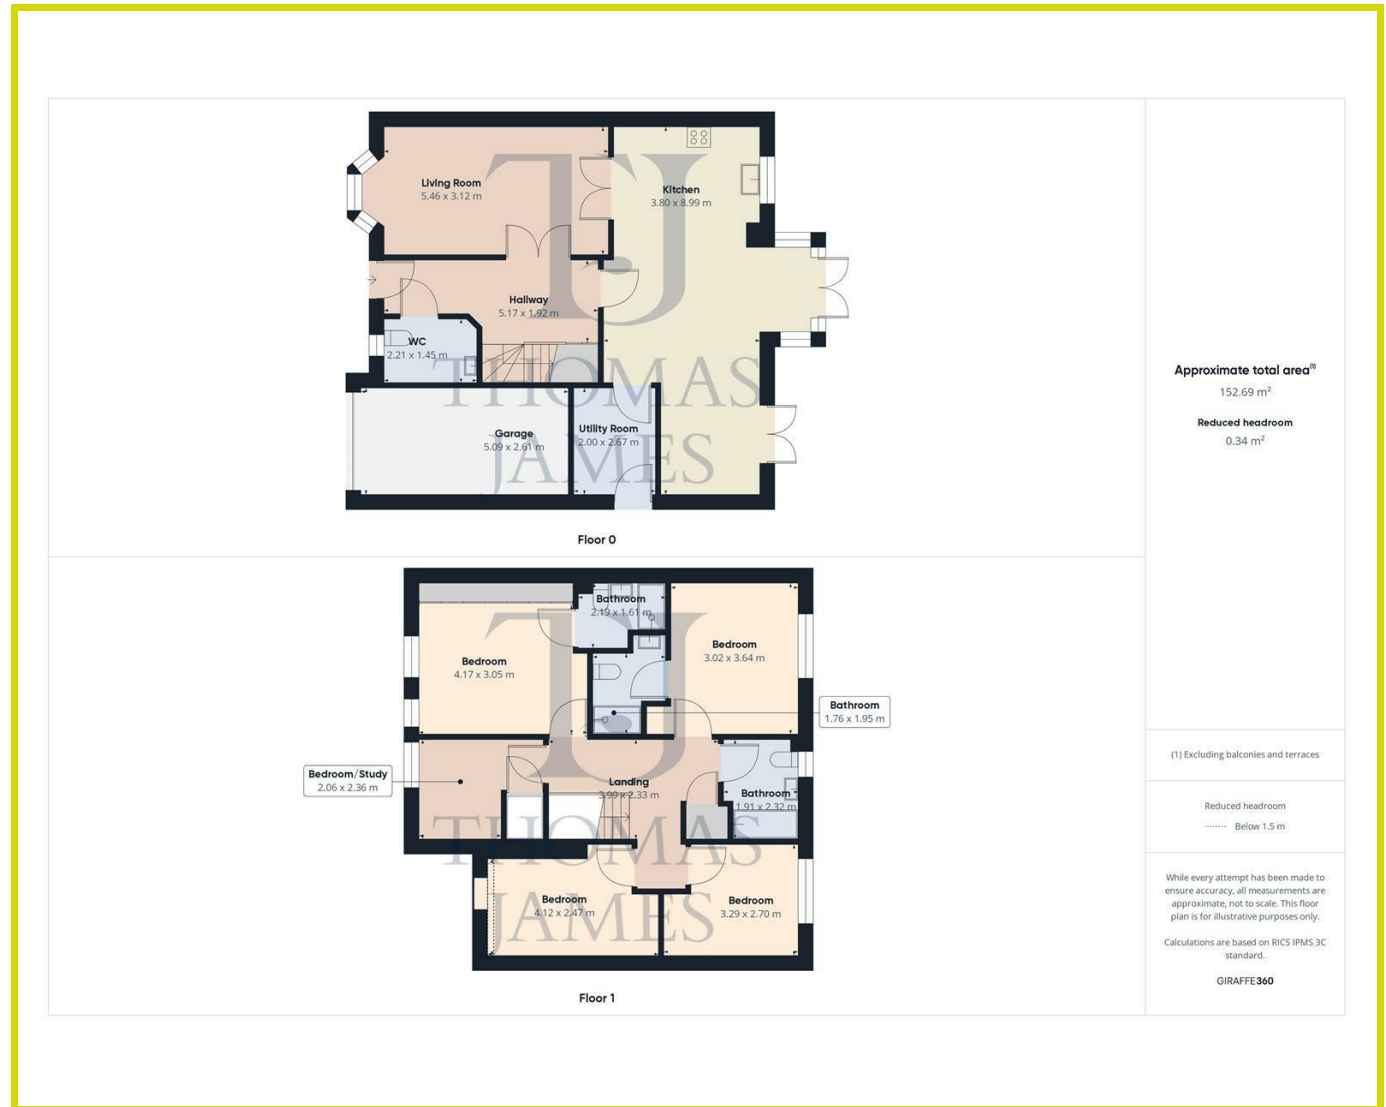 Living Room
5.46 x 3.12 m
Kitchen
3.80 x 8.99 m
Hallway
5.17 x 1.92 m
WC
2.21 x 1.45 m
Garage
5.09 x 2.61 m
Utility Room
2.00 x 2.67 m
TJ
THOMAS
JAMES
Floor 0
Bathroom
2.19 x 1.61 m
Bedroom
3.02 x 3.64 m
Bedroom
4.17 x 3.05 m
Bathroom
1.76 x 1.95 m
Bedroom/Study
2.06 x 2.36 m
Landing
3.99 x 2.33 m
Bathroom
1.91 x 2.32 m
Bedroom
4.12 x 2.47 m
Bedroom
3.29 x 2.70 m
TJ
THOMAS
JAMES
Floor 1
Approximate total area(1)
152.69 m²
Reduced headroom
0.34 m²
(1) Excluding balconies and terraces
Reduced headroom
Below 1.5 m
While every attempt has been made to
ensure accuracy, all measurements are
approximate, not to scale. This floor
plan is for illustrative purposes only.
Calculations are based on RICS IPMS 3C
standard.
GIRAFFE360